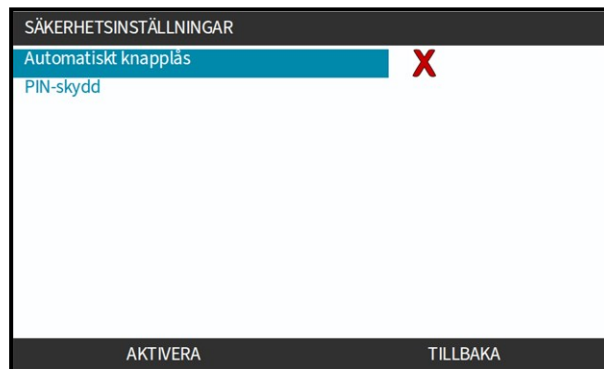 SÄKERHETSINSTÄLLNINGAR
Automatiskt knapplås
PIN-skydd
AKTIVERA TILLBAKA